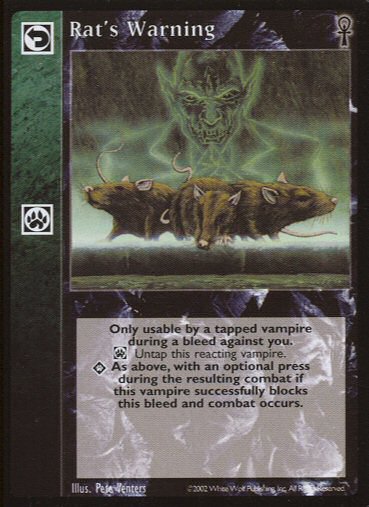 Rat's Warning
Only usable by a tapped vampire
during a bleed against you.
Untap this reacting vampire.
As above, with an optional press
during the resulting combat if
this vampire successfully blocks
this bleed and combat occurs.
Illus. Pete Venters
©2002 White Wolf Publishing, Inc. All Rights Reserved.